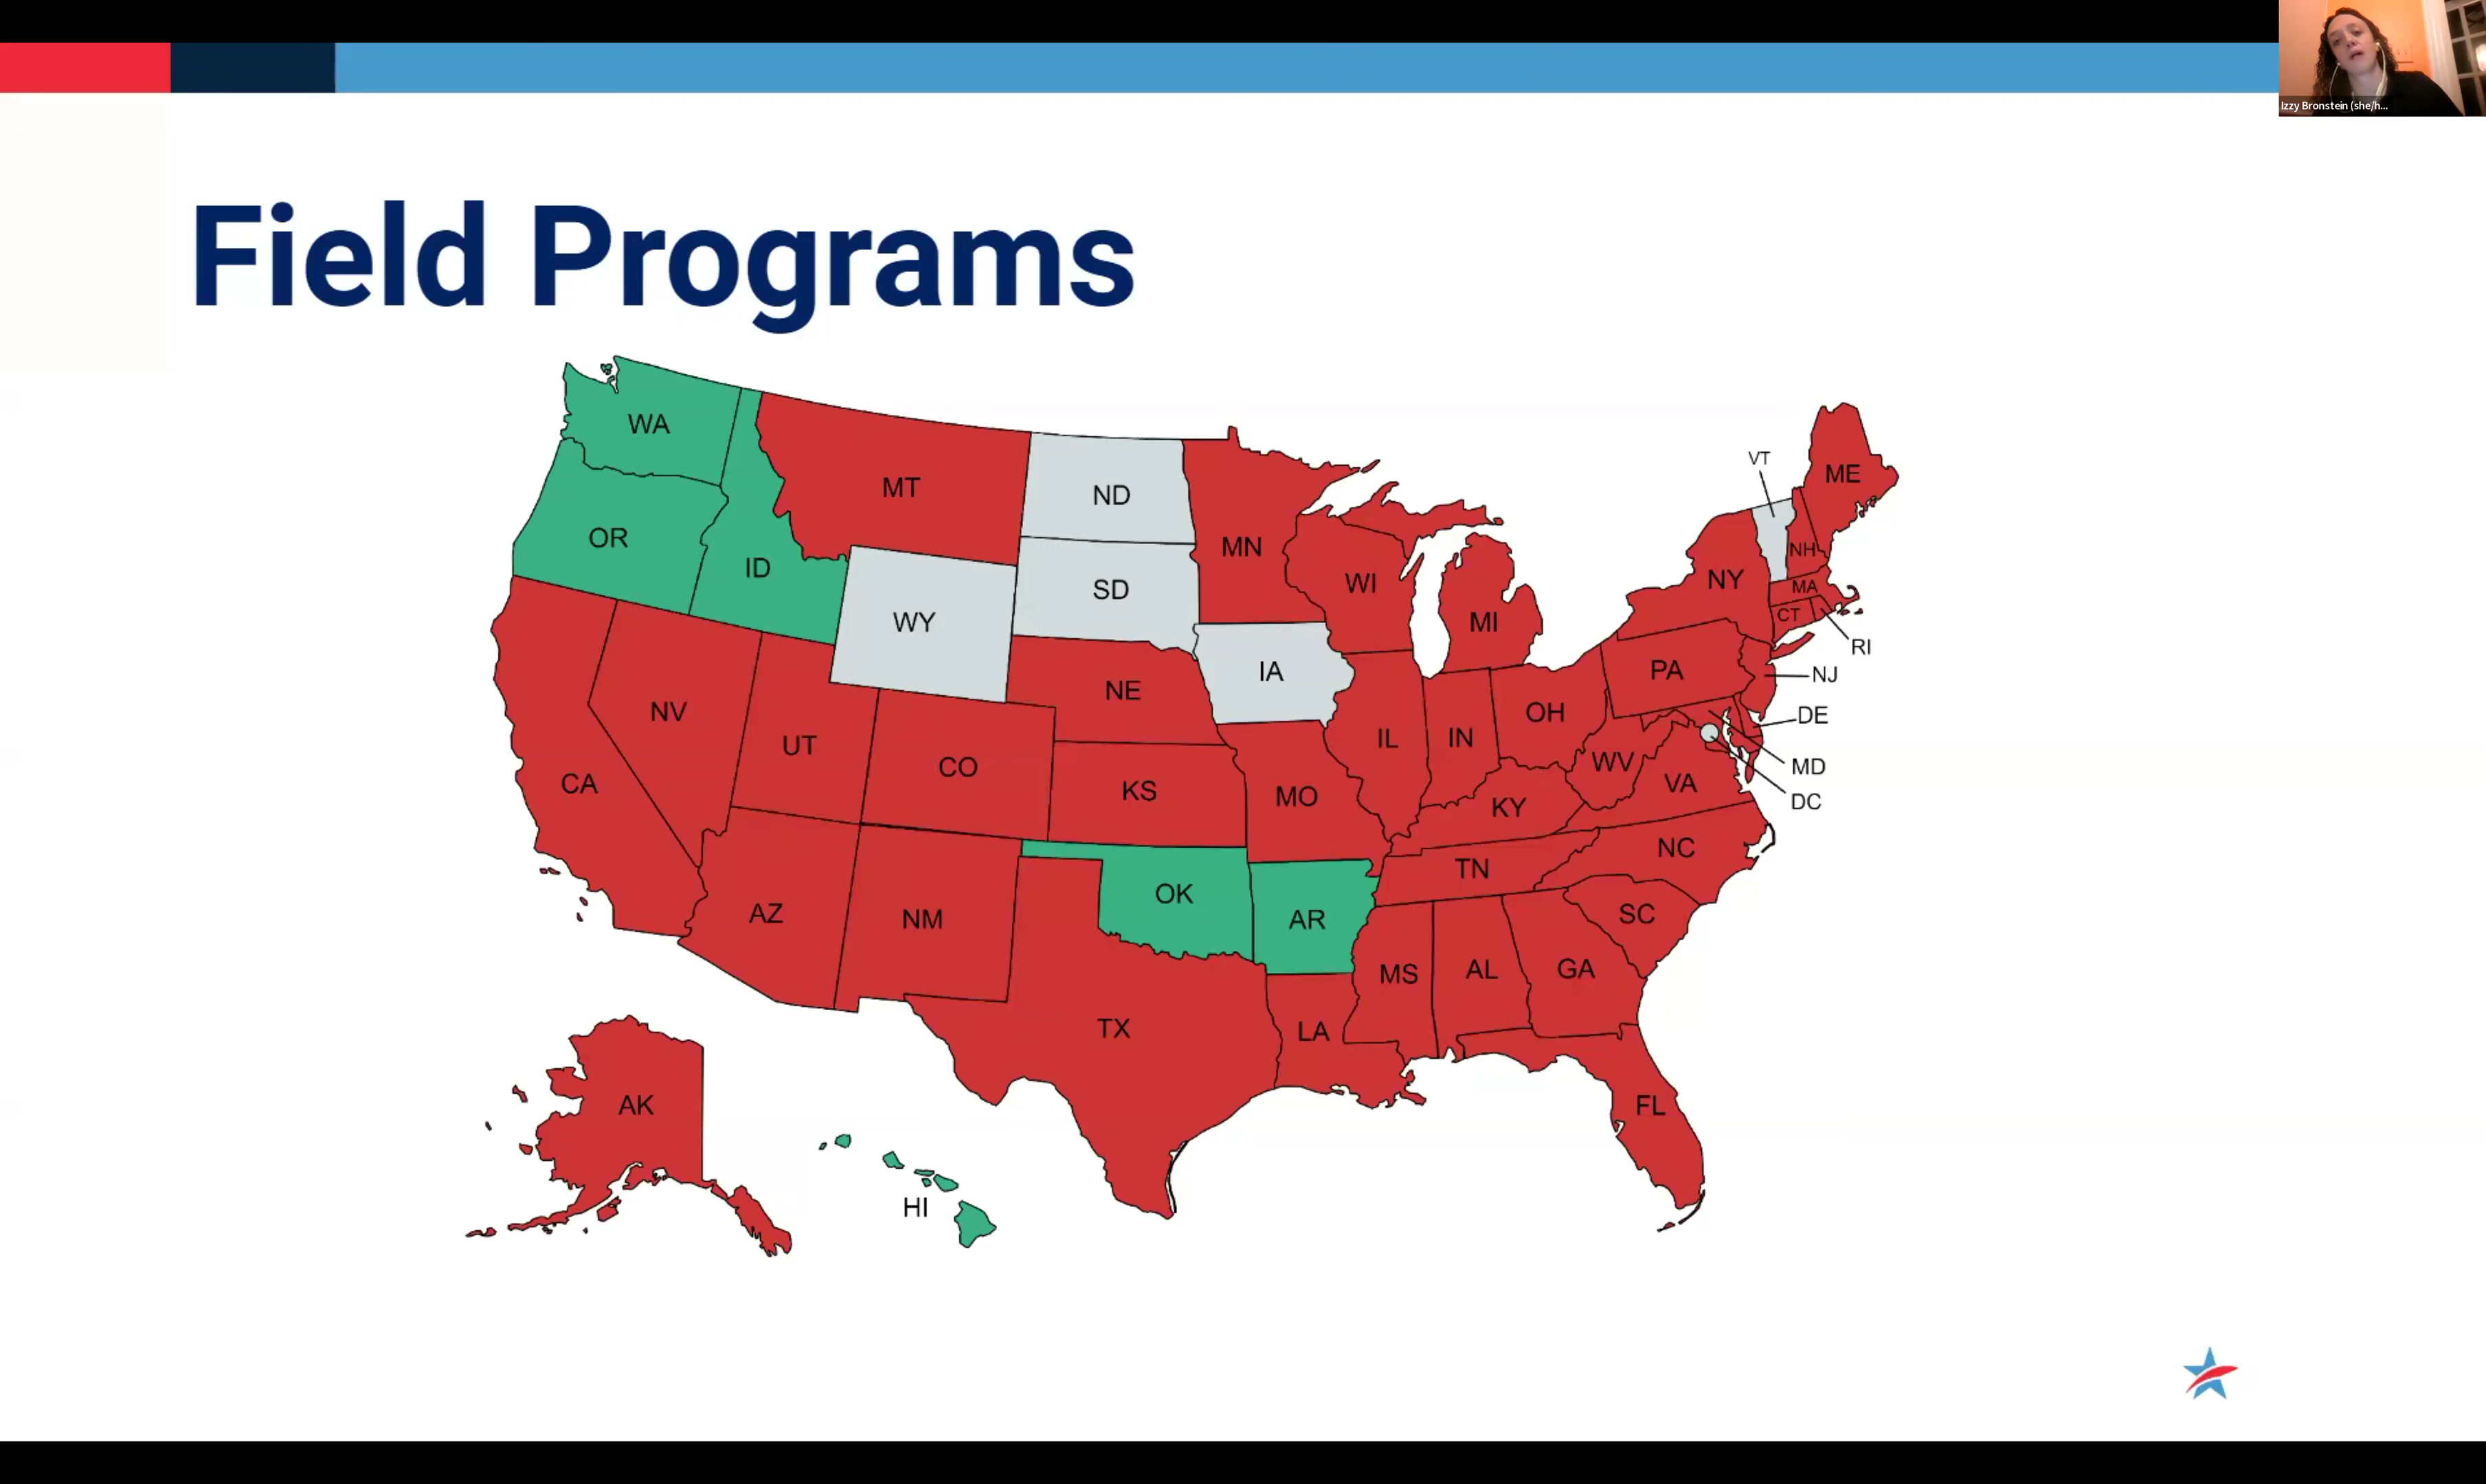 Izzy Bronstein (she/h...
Field Programs
WA
MT
ND
MN
VT
ME
OR
ID
SD
WI
NH
NY
MA
WY
MI
CT
RI
IA
NE
PA
NJ
NV
OH
DE
UT
CO
IL
IN
WV
MD
CA
KS
MO
VA
DC
KY
NC
TN
AZ
NM
OK
AR
SC
MS
AL
GA
TX
LA
AK
FL
HI